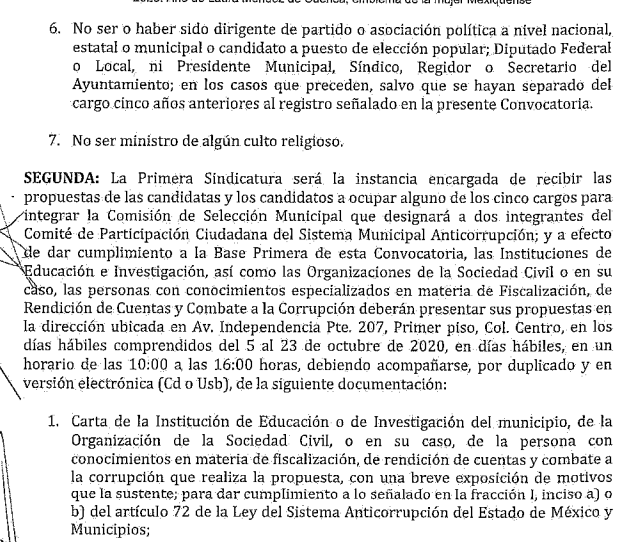 2020. Año de Laura Méndez de Cuenca, emblema de la mujer Mexiquense
6. No ser o haber sido dirigente de partido o asociación política a nivel nacional,
estatal o municipal o candidato a puesto de elección popular; Diputado Federal
o Local, ni Presidente Municipal, Síndico, Regidor o Secretario del
Ayuntamiento; en los casos que preceden, salvo que se hayan separado del
cargo cinco años anteriores al registro señalado en la presente Convocatoria.
7. No ser ministro de algún culto religioso.
SEGUNDA: La Primera Sindicatura será la instancia encargada de recibir las
propuestas de las candidatas y los candidatos a ocupar alguno de los cinco cargos para
integrar la Comisión de Selección Municipal que designará a dos integrantes del
Comité de Participación Ciudadana del Sistema Municipal Anticorrupción; y a efecto
de dar cumplimiento a la Base Primera de esta Convocatoria, las Instituciones de
Educación e Investigación, así como las Organizaciones de la Sociedad Civil o en su
caso, las personas con conocimientos especializados en materia de Fiscalización, de
Rendición de Cuentas y Combate a la Corrupción deberán presentar sus propuestas en
la dirección ubicada en Av. Independencia Pte. 207, Primer piso, Col. Centro, en los
días hábiles comprendidos del 5 al 23 de octubre de 2020, en días hábiles, en un
horario de las 10:00 a las 16:00 horas, debiendo acompañarse, por duplicado y en
versión electrónica (Cd o Usb), de la siguiente documentación:
1. Carta de la Institución de Educación o de Investigación del municipio, de la
Organización de la Sociedad Civil, o en su caso, de la persona con
conocimientos en materia de fiscalización, de rendición de cuentas y combate a
la corrupción que realiza la propuesta, con una breve exposición de motivos
que la sustente; para dar cumplimiento a lo señalado en la fracción I, inciso a) o
b) del artículo 72 de la Ley del Sistema Anticorrupción del Estado de México y
Municipios;